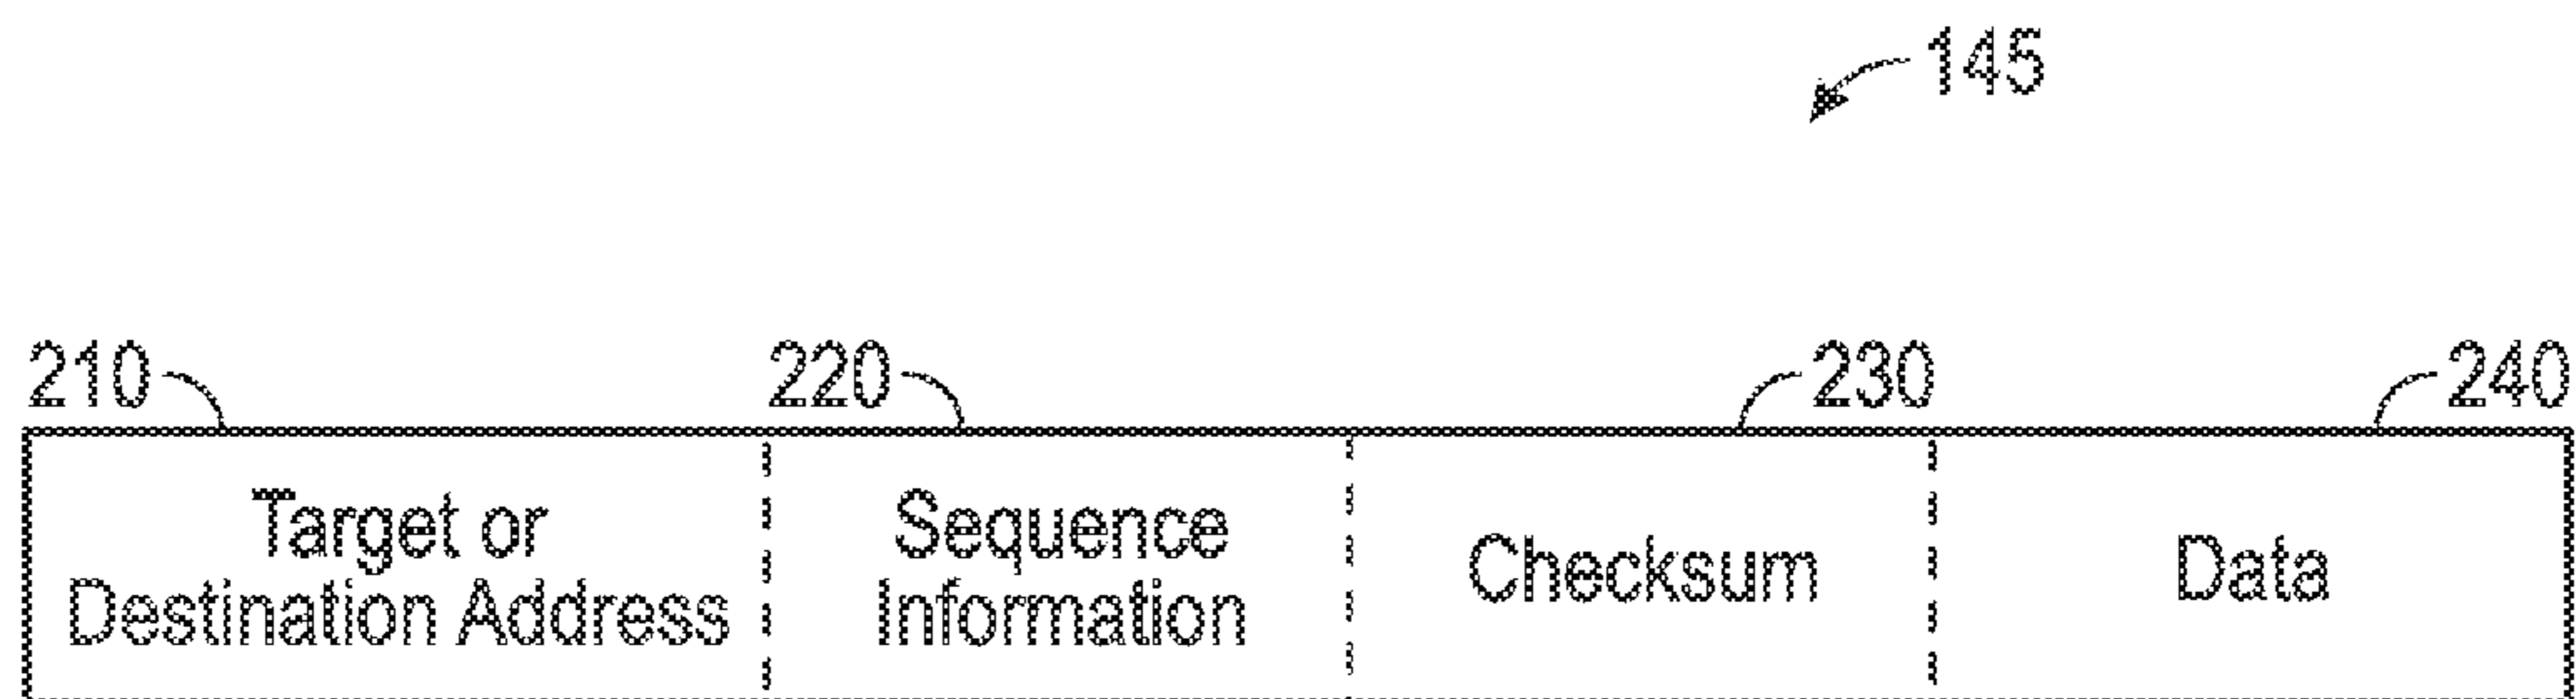 145
210 220 230 240
Target or
Destination Address
Sequence
Information
Checksum
Data